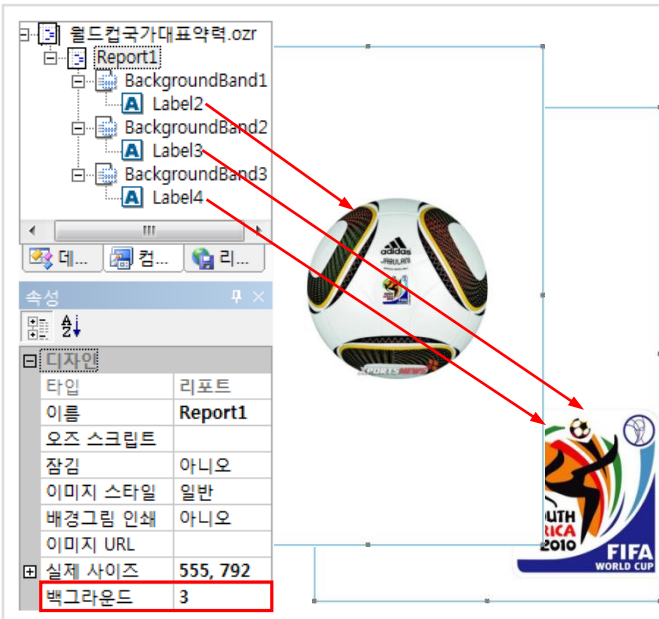 월드컵국가대표약력.ozr
Report1
BackgroundBand1
A Label2
BackgroundBand2
A Label3
BackgroundBand3
A Label4
데... 컴... 리...
속성
디자인
타입 리포트
이름 Report1
오즈 스크립트
잠김 아니오
이미지 스타일 일반
배경그림 인쇄 아니오
이미지 URL
실제 사이즈 555, 792
백그라운드 3
adidas
JABULANI
XPORTSNEWS
UTH
RICA
2010
FIFA
WORLD CUP